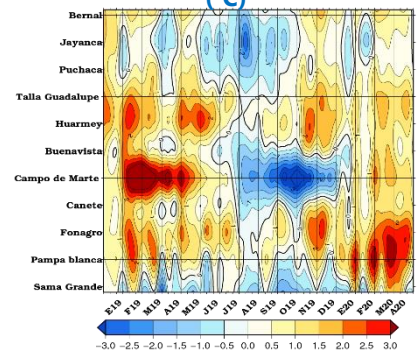 (°C)
Bernal
Jayanca
Puchaca
Talla Guadalupe
Huarmey
Buenavista
Campo de Marte
Canete
Fonagro
Pampa blanca
Sama Grande
E19 F19 M19 A19 M19 J19 J19 A19 S19 O19 N19 D19 E20 F20 M20 A20
-3.0 -2.5 -2.0 -1.5 -1.0 -0.5 0.5 1.0 1.5 2.0 2.5 3.0